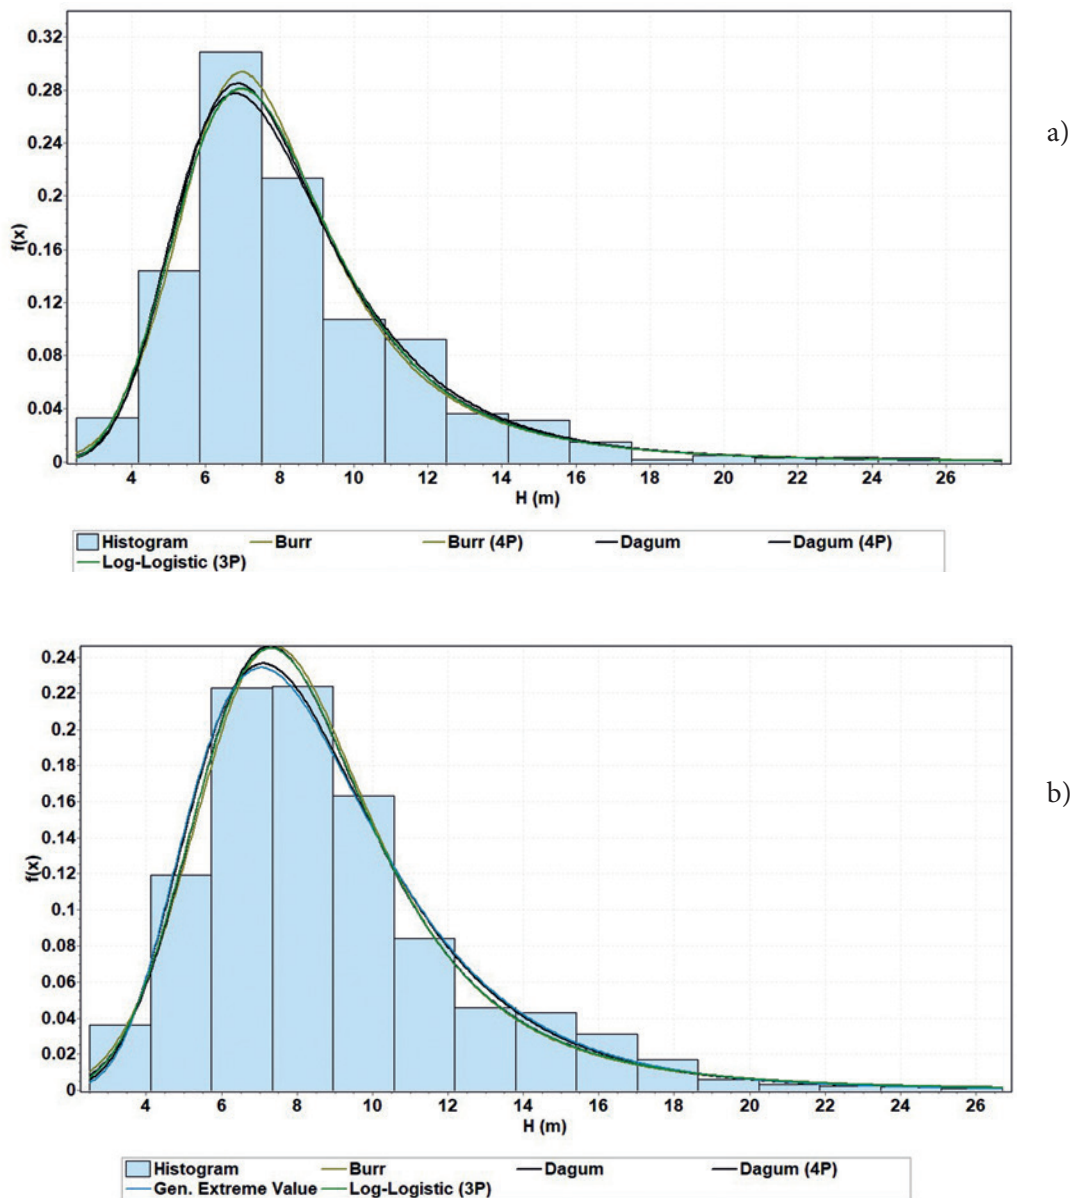 0.32
0.28
0.24
0.2
0.16
0.12
0.08
0.04
0
f(x)
4 6 8 10 12 14 16 18 20 22 24 26
H (m)
a)
Histogram Burr Burr (4P) Dagum Dagum (4P)
Log-Logistic (3P)
0.24
0.22
0.2
0.18
0.16
0.14
0.12
0.1
0.08
0.06
0.04
0.02
0
f(x)
4 6 8 10 12 14 16 18 20 22 24 26
H (m)
b)
Histogram Burr Dagum Dagum (4P)
Gen. Extreme Value Log-Logistic (3P)